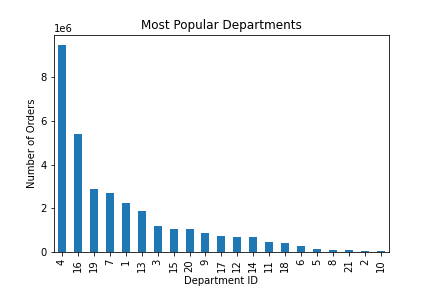 Most Popular Departments
1e6
8
6
4
2
0
Number of Orders
4 16 19 7 1 13 3 15 20 9 17 12 14 11 18 6 5 8 21 2 10
Department ID